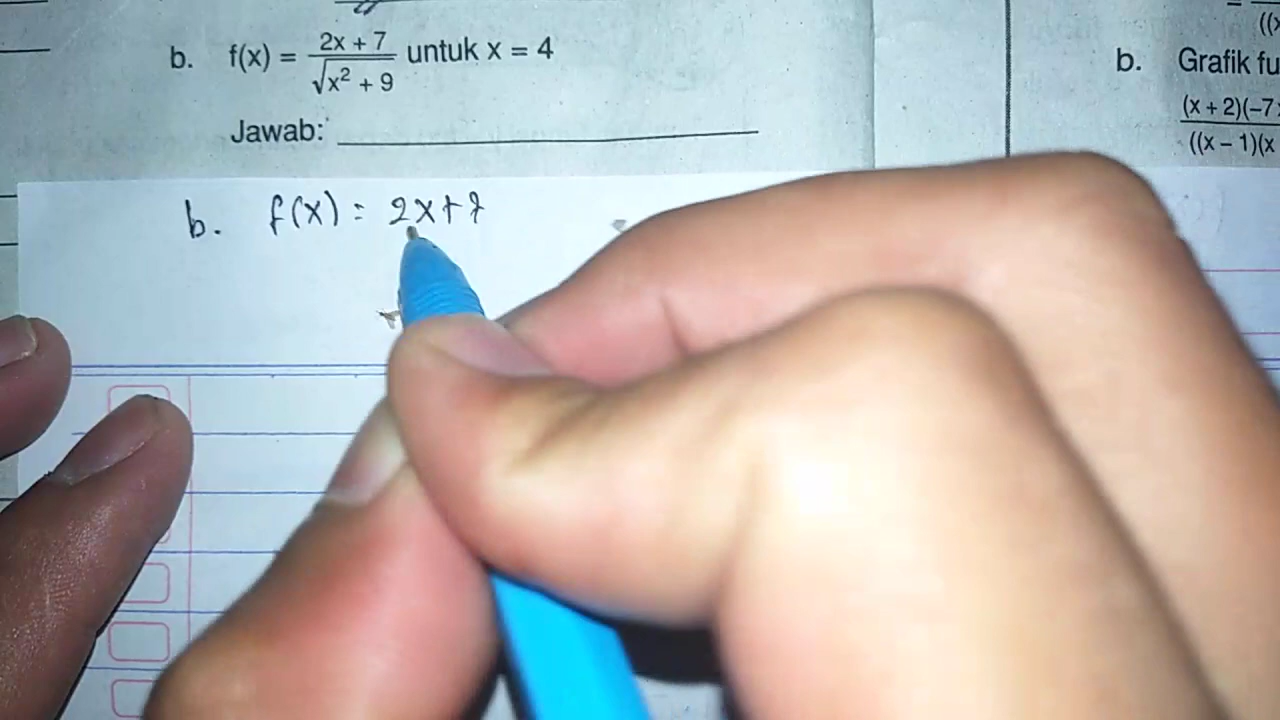 b. f(x) = (2x + 7)/√(x² + 9) untuk x = 4
Jawab:
b. f(x) = 2x+7
b. Grafik fu
(x + 2)(–7
((x – 1)(x